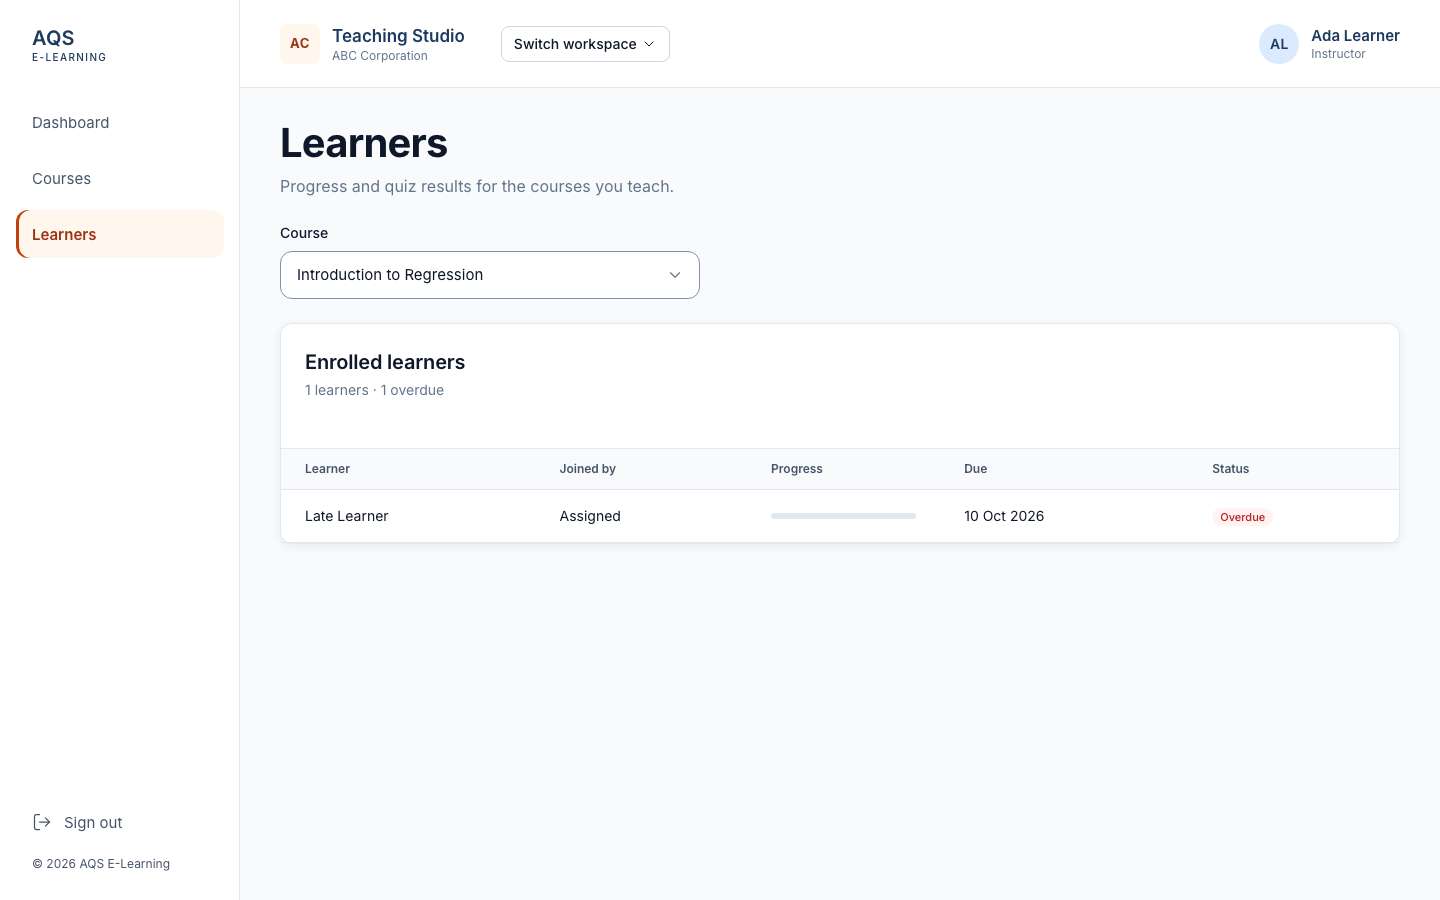 AQS
E-LEARNING
Dashboard
Courses
Learners
Sign out
© 2026 AQS E-Learning
AC
Teaching Studio
ABC Corporation
Switch workspace
AL
Ada Learner
Instructor
Learners
Progress and quiz results for the courses you teach.
Course
Introduction to Regression
Enrolled learners
1 learners · 1 overdue
Learner Joined by Progress Due Status
Late Learner Assigned 10 Oct 2026 Overdue